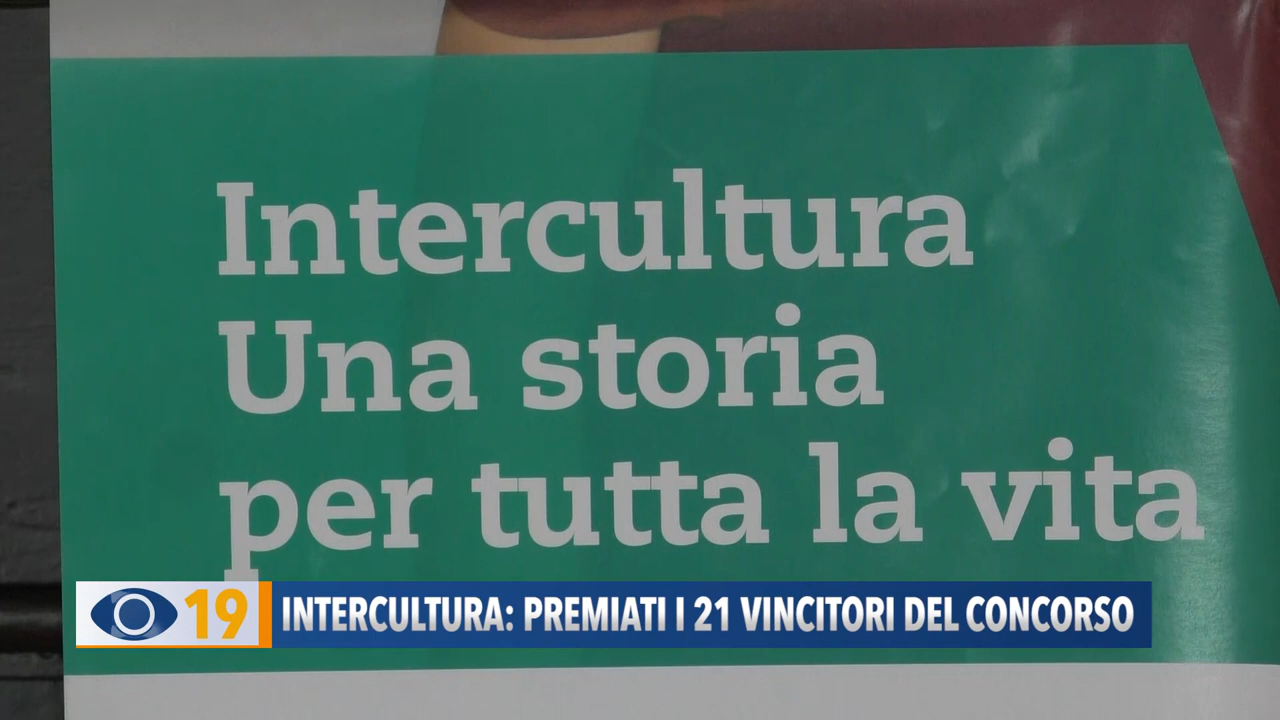 Intercultura
Una storia
per tutta la vita
19 INTERCULTURA: PREMIATI I 21 VINCITORI DEL CONCORSO